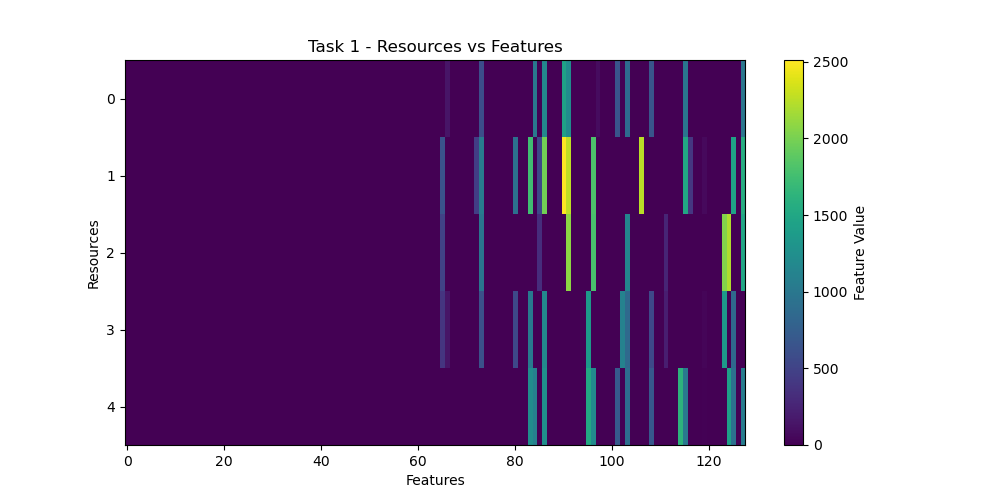 Task 1 - Resources vs Features
Resources
0
1
2
3
4
0 20 40 60 80 100 120
Features
2500
2000
1500
1000
500
0
Feature Value